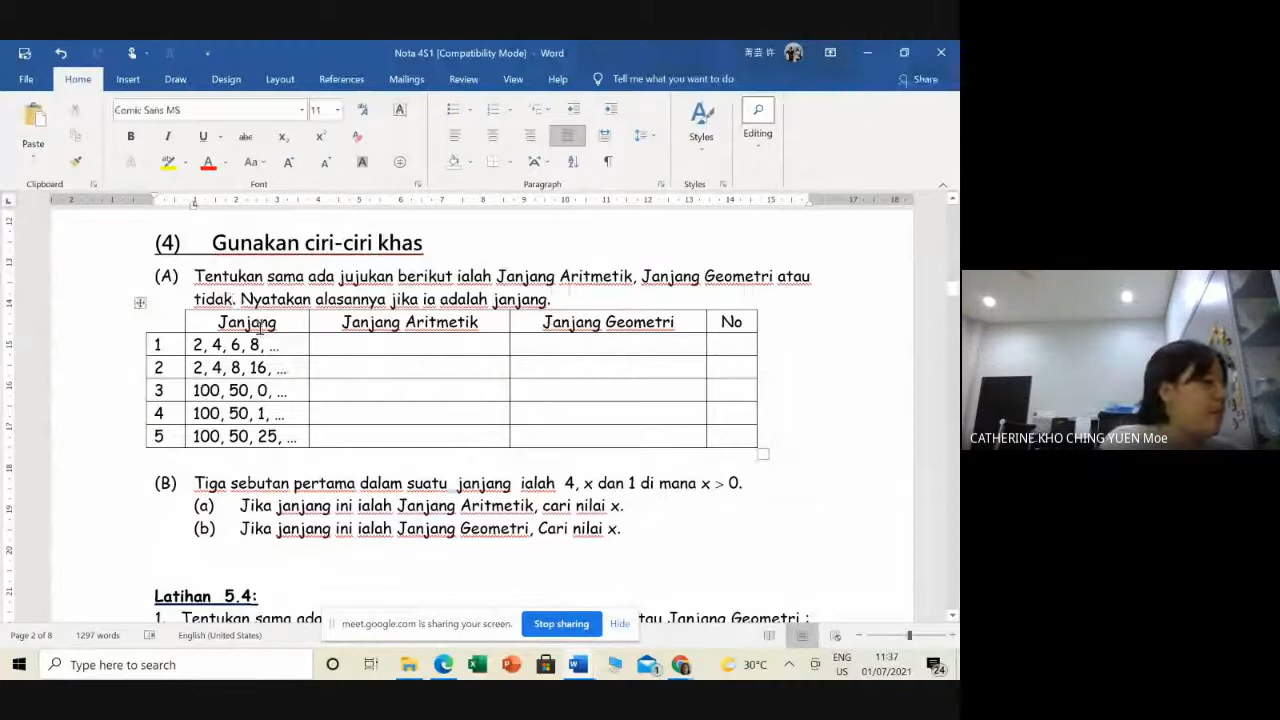 Nota 4S1 [Compatibility Mode] - Word
File Home Insert Draw Design Layout References Mailings Review View Help Tell me what you want to do Share
Comic Sans MS 11
Paste
Styles
Editing
Clipboard Font Paragraph Styles
(4) Gunakan ciri-ciri khas
(A) Tentukan sama ada jujukan berikut ialah Janjang Aritmetik, Janjang Geometri atau
tidak. Nyatakan alasannya jika ia adalah janjang.
Janjang Janjang Aritmetik Janjang Geometri No
1 2, 4, 6, 8, ...
2 2, 4, 8, 16, ...
3 100, 50, 0, ...
4 100, 50, 1, ...
5 100, 50, 25, ...
(B) Tiga sebutan pertama dalam suatu janjang ialah 4, x dan 1 di mana x > 0.
(a) Jika janjang ini ialah Janjang Aritmetik, cari nilai x.
(b) Jika janjang ini ialah Janjang Geometri, Cari nilai x.
CATHERINE KHO CHING YUEN Moe
Latihan 5.4:
1. Tentukan sama ada atau Janjang Geometri :
meet.google.com is sharing your screen. Stop sharing Hide
Page 2 of 8 1297 words English (United States)
Type here to search
30°C ENG US 11:37 01/07/2021 24